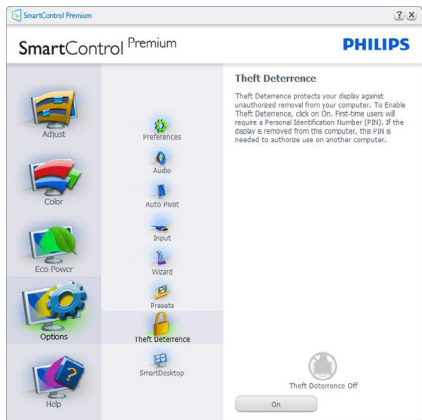 SmartControl Premium
SmartControl Premium
PHILIPS
Adjust
Color
Eco Power
Options
Help
Preferences
Audio
Auto Pivot
Input
Wizard
Presets
Theft Deterrence
SmartDesktop
Theft Deterrence
Theft Deterrence protects your display against
unauthorized removal from your computer. To Enable
Theft Deterrence, click on On. First-time users will
require a Personal Identification Number (PIN). If the
display is removed from this computer, this PIN is
needed to authorize use on another computer.
Theft Deterrence Off
On